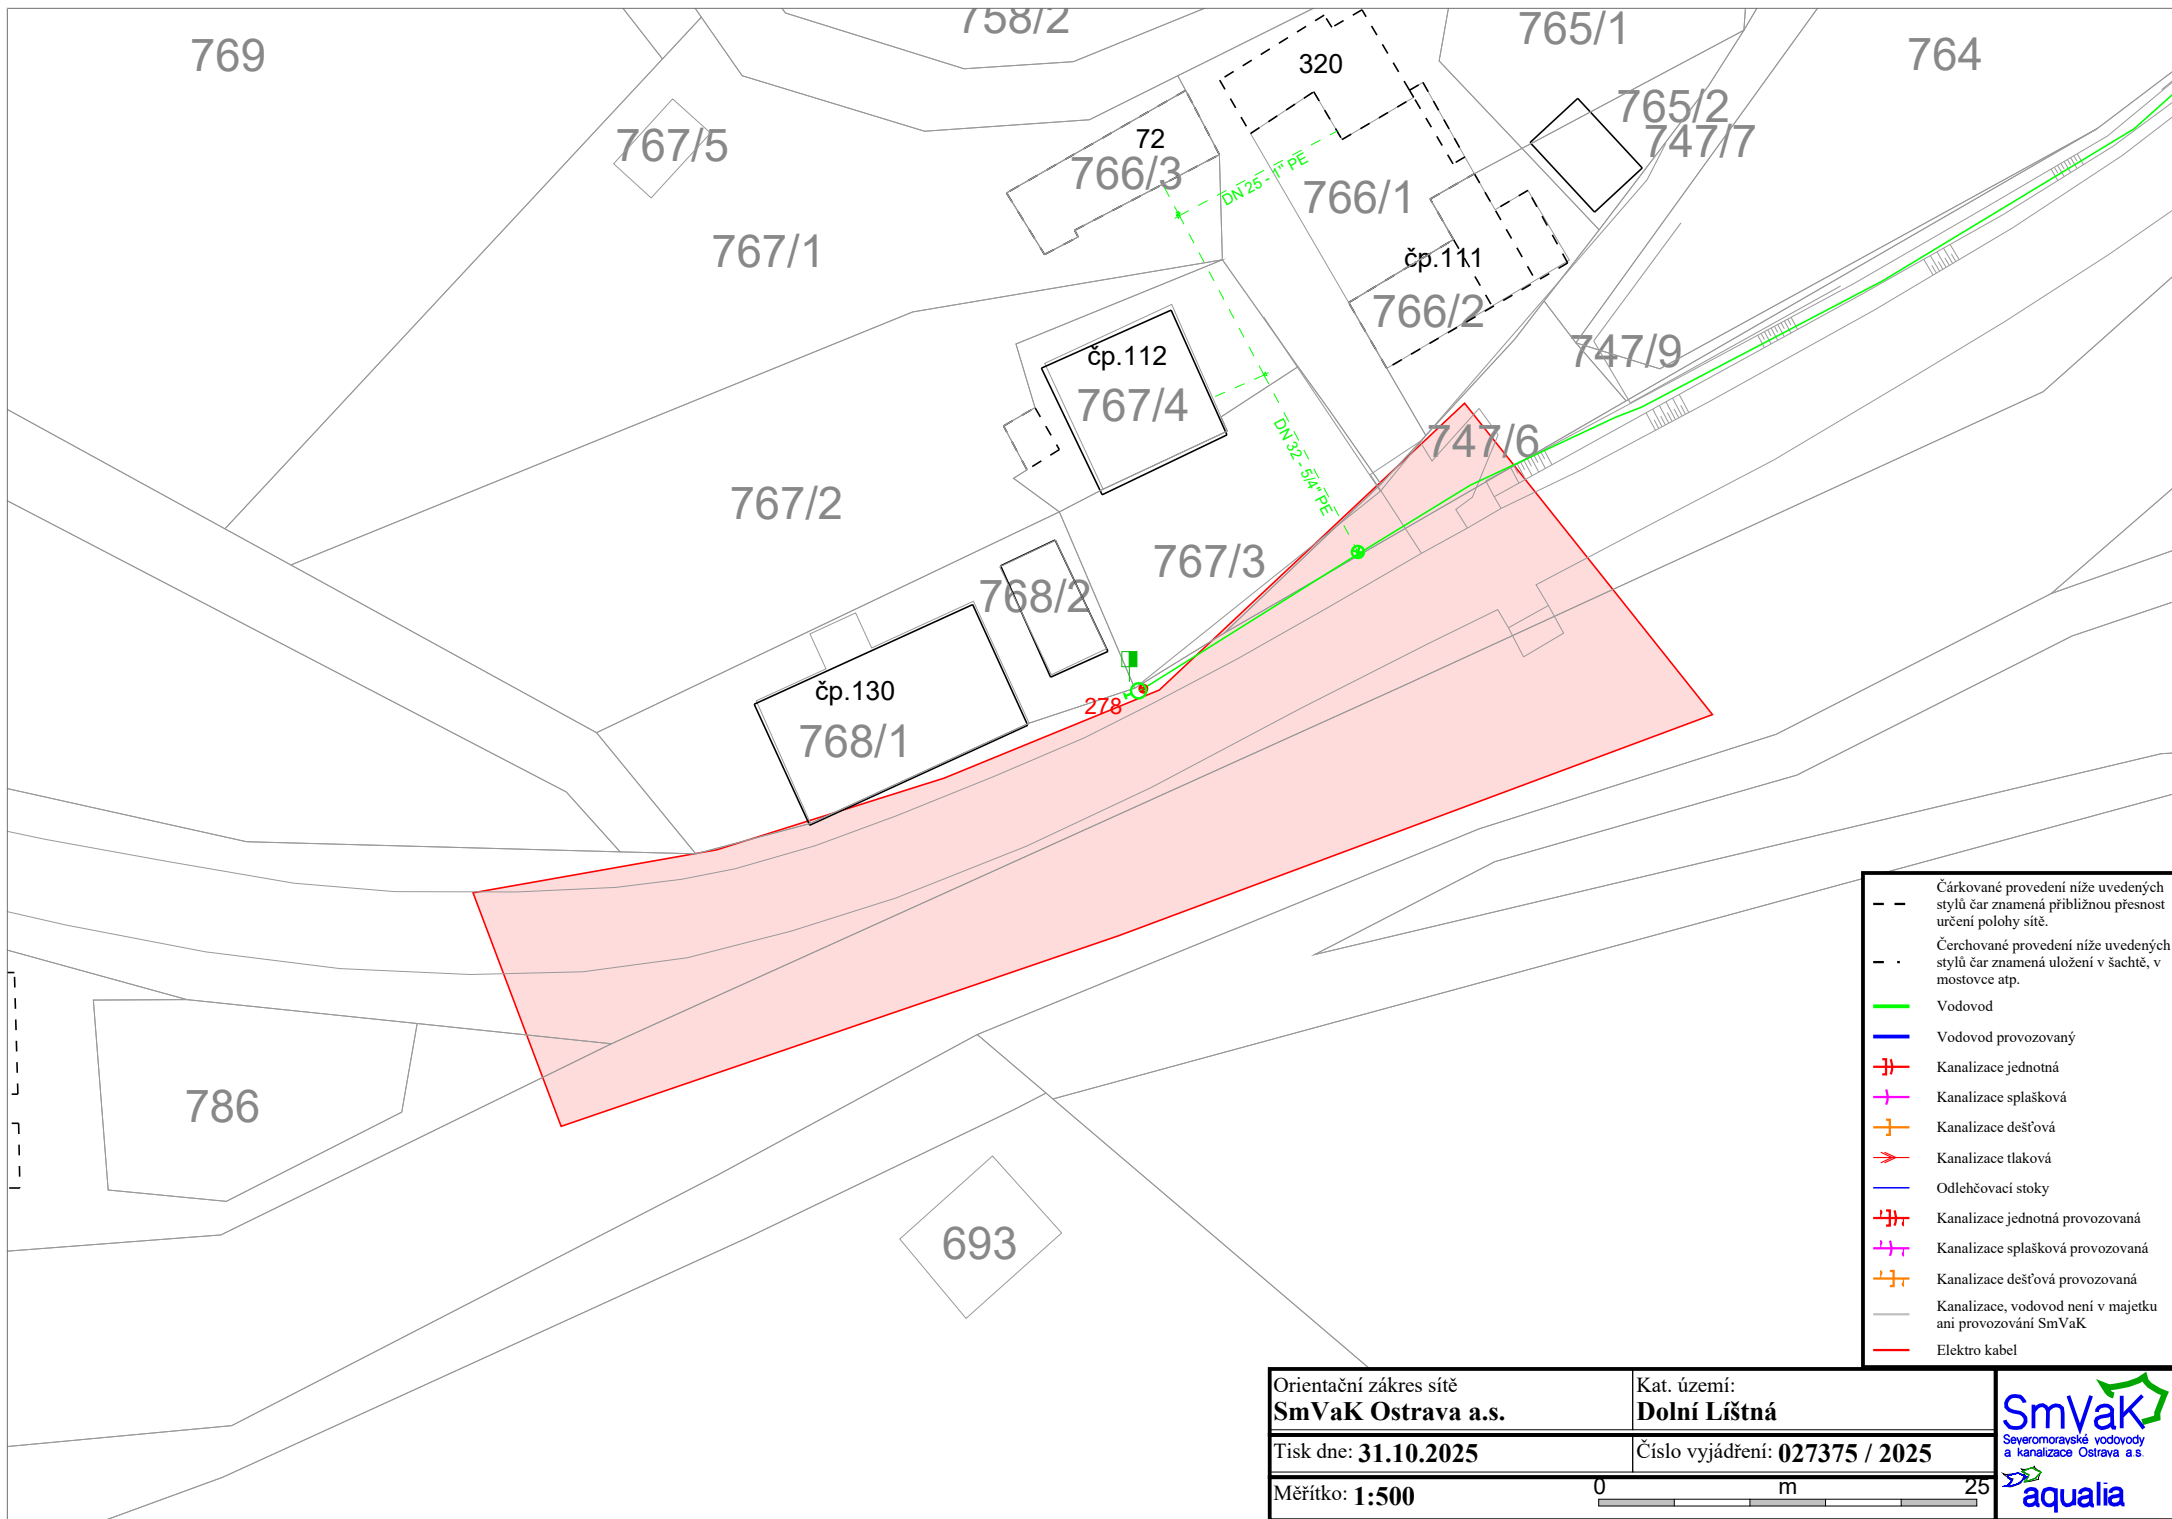 758/2
769
765/1
764
320
765/2
72
747/7
767/5
766/3
DN 25 - 1" PE
766/1
767/1
čp.111
766/2
747/9
čp.112
767/4
747/6
DN 32 - 5/4" PE
767/2
767/3
768/2
čp.130
278
768/1
786
693
Čárkované provedení níže uvedených
stylů čar znamená přibližnou přesnost
určení polohy sítě.
Čerchované provedení níže uvedených
stylů čar znamená uložení v šachtě, v
mostovce atp.
Vodovod
Vodovod provozovaný
Kanalizace jednotná
Kanalizace splašková
Kanalizace dešťová
Kanalizace tlaková
Odlehčovací stoky
Kanalizace jednotná provozovaná
Kanalizace splašková provozovaná
Kanalizace dešťová provozovaná
Kanalizace, vodovod není v majetku
ani provozování SmVaK
Elektro kabel
Orientační zákres sítě
SmVaK Ostrava a.s.
Kat. území:
Dolní Líštná
Tisk dne: 31.10.2025
Číslo vyjádření: 027375 / 2025
Měřítko: 1:500
0 m 25
SmVaK
Severomoravské vodovody
a kanalizace Ostrava a.s.
aqualia